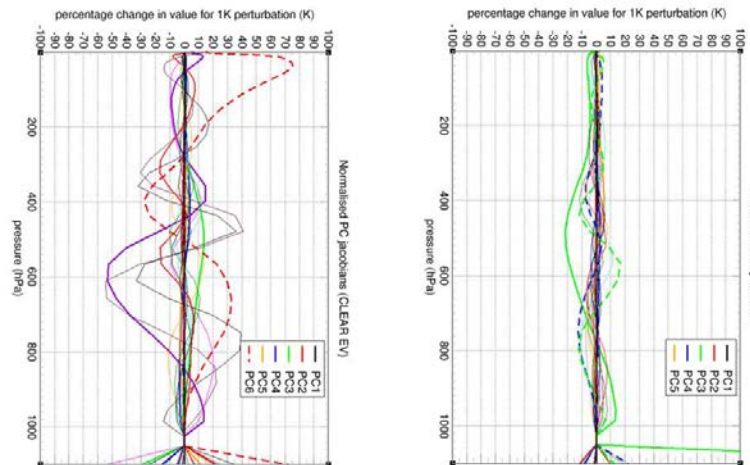 percentage change in value for 1K perturbation (K)
-100 -90 -80 -70 -60 -50 -40 -30 -20 -10 0 10 20 30 40 50 60 70 80 90 100
200
400
600
800
1000
pressure (hPa)
Normalised PC jacobians (CLEAR EV)
PC1
PC2
PC3
PC4
PC5
PC6
percentage change in value for 1K perturbation (K)
-100 -90 -80 -70 -60 -50 -40 -30 -20 -10 0 10 20 30 40 50 60 70 80 90 100
200
400
600
800
1000
pressure (hPa)
PC1
PC2
PC3
PC4
PC5